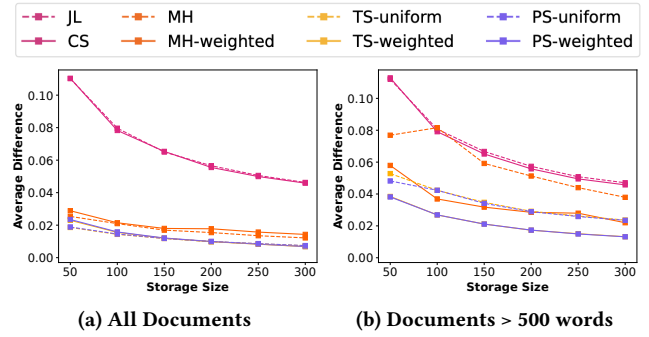 JL MH TS-uniform PS-uniform
CS MH-weighted TS-weighted PS-weighted
Average Difference
0.10
0.08
0.06
0.04
0.02
0.00
50 100 150 200 250 300
Storage Size
(a) All Documents
Average Difference
0.10
0.08
0.06
0.04
0.02
0.00
50 100 150 200 250 300
Storage Size
(b) Documents > 500 words